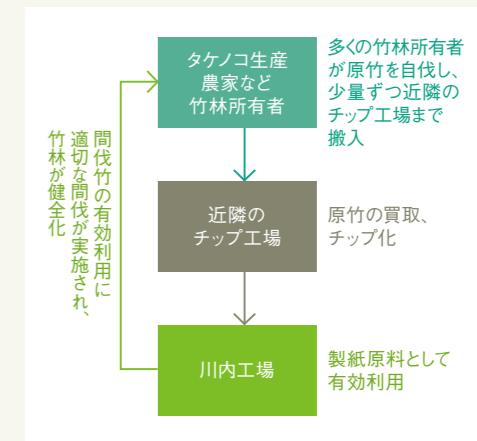 タケノコ生産
農家など
竹林所有者
多くの竹林所有者
が原竹を自伐し、
少量ずつ近隣の
チップ工場まで
搬入
近隣の
チップ工場
原竹の買取、
チップ化
川内工場
製紙原料として
有効利用
間伐竹の有効利用に
適切な間伐が実施され、
竹林が健全化